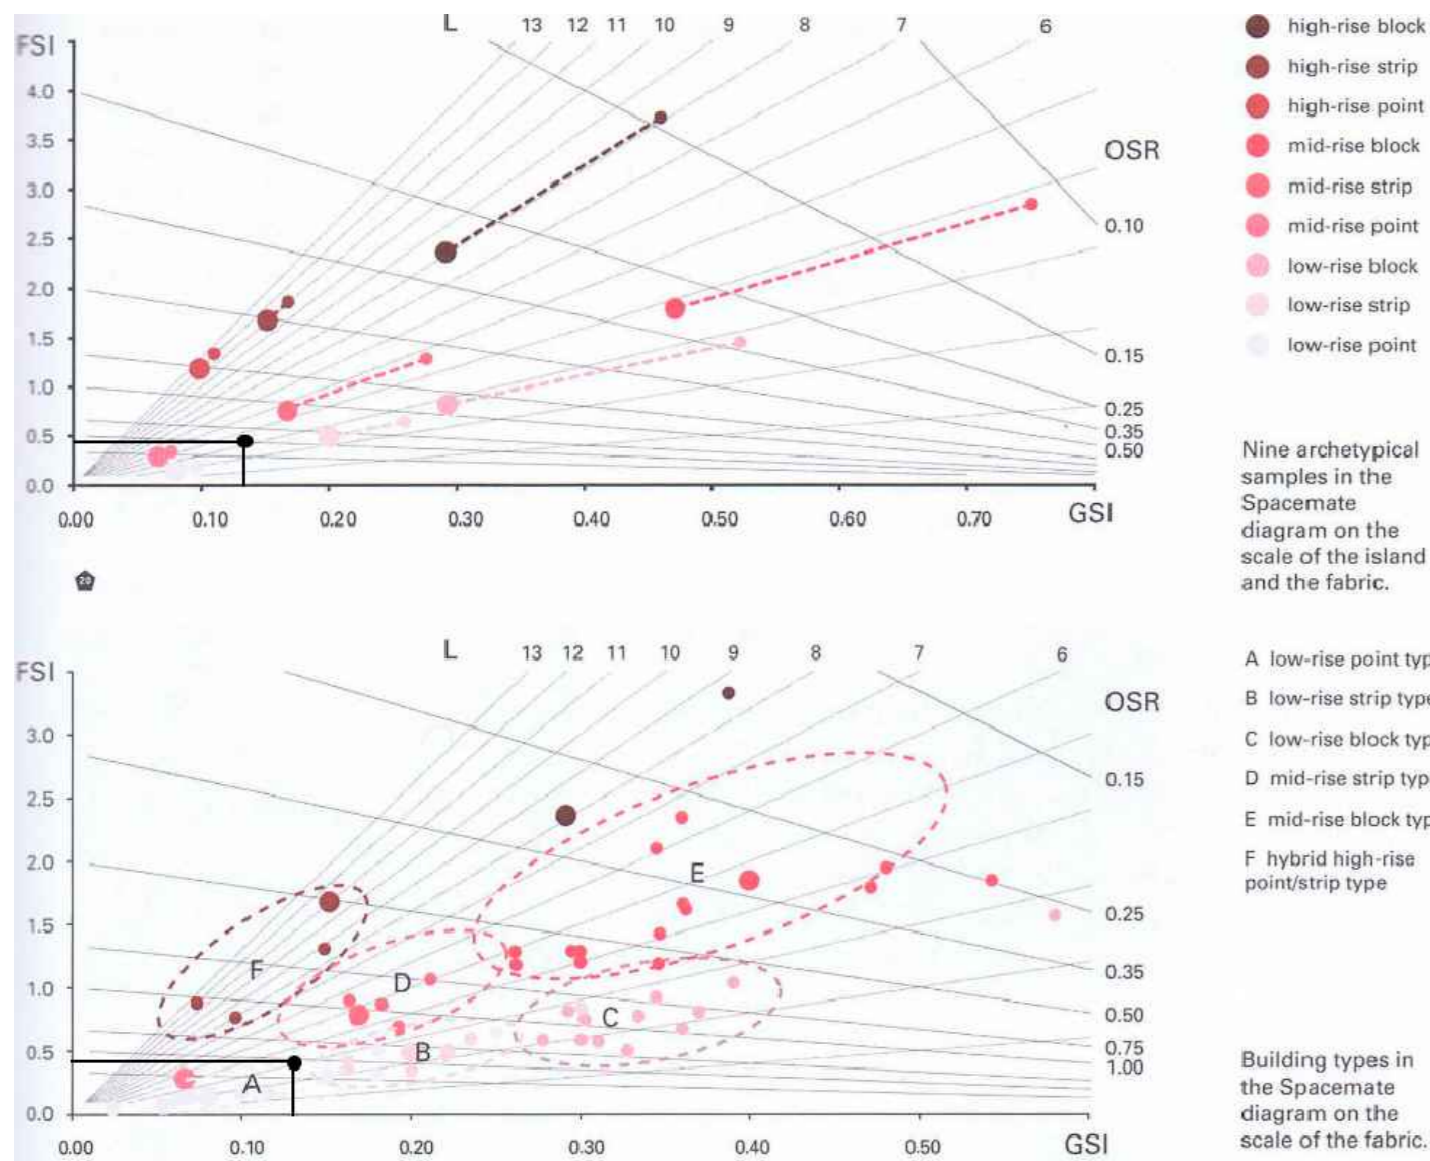 FSI
L 13 12 11 10 9 8 7 6
4.0
3.5
3.0
2.5
2.0
1.5
1.0
0.5
0.0
OSR
0.10
0.15
0.25
0.35
0.50
0.00 0.10 0.20 0.30 0.40 0.50 0.60 0.70 GSI
high-rise block
high-rise strip
high-rise point
mid-rise block
mid-rise strip
mid-rise point
low-rise block
low-rise strip
low-rise point
Nine archetypical
samples in the
Spacemate
diagram on the
scale of the island
and the fabric.
20
FSI
L 13 12 11 10 9 8 7 6
3.0
2.5
2.0
1.5
1.0
0.5
0.0
OSR
0.15
0.25
0.35
0.50
0.75
1.00
E
F
D
C
B
A
0.00 0.10 0.20 0.30 0.40 0.50 GSI
A low-rise point typ
B low-rise strip type
C low-rise block typ
D mid-rise strip type
E mid-rise block typ
F hybrid high-rise
point/strip type
Building types in
the Spacemate
diagram on the
scale of the fabric.